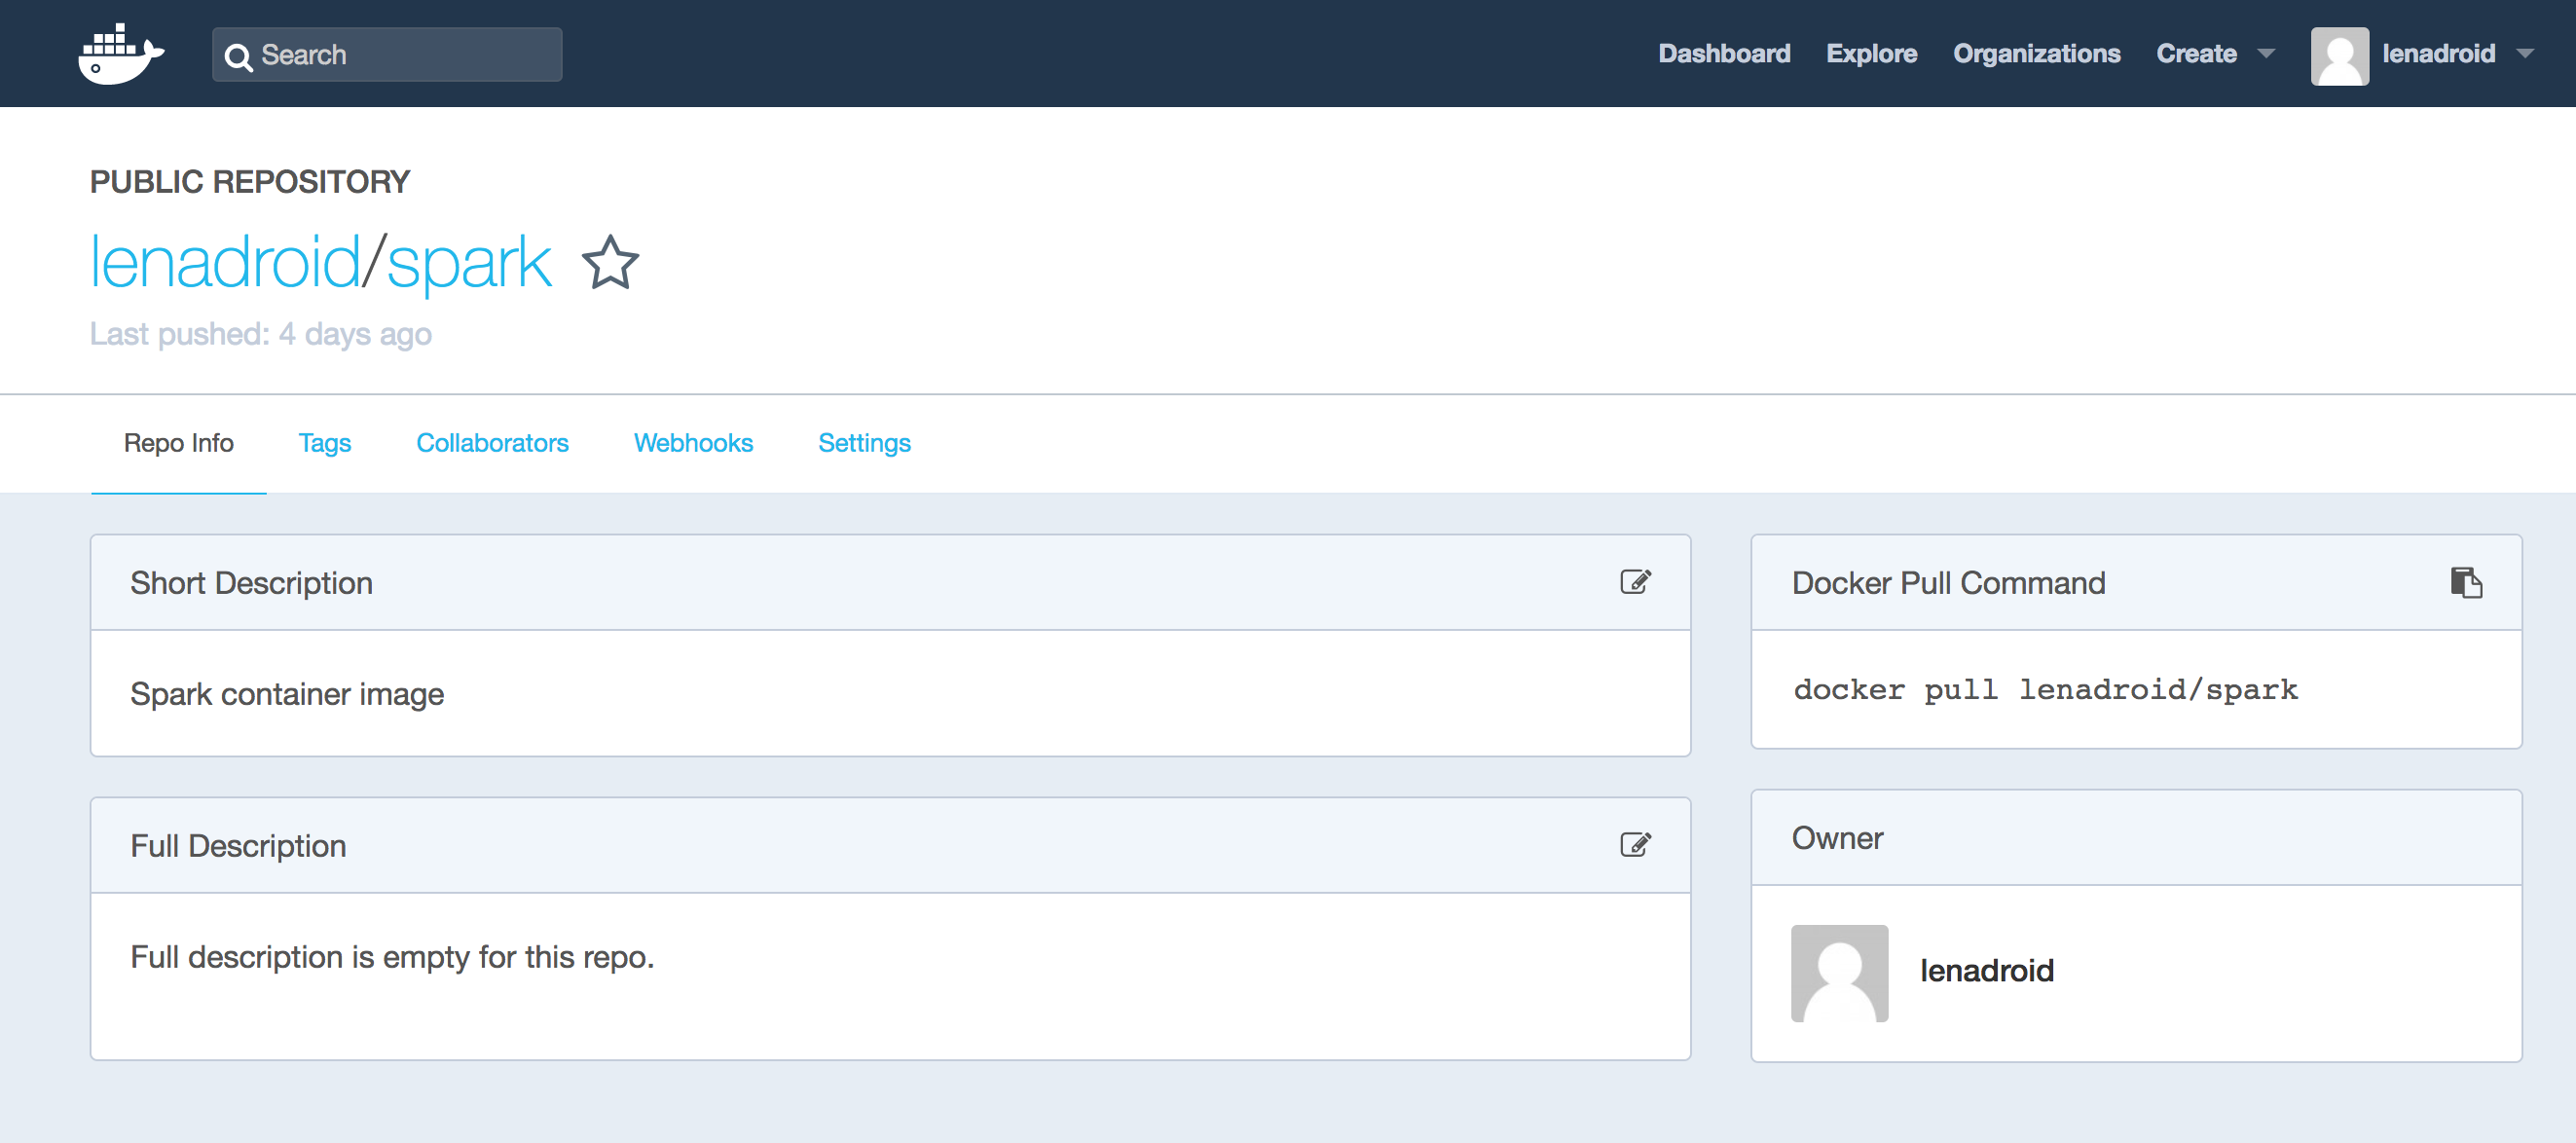 Search
Dashboard Explore Organizations Create lenadroid
PUBLIC REPOSITORY
lenadroid/spark
Last pushed: 4 days ago
Repo Info Tags Collaborators Webhooks Settings
Short Description
Spark container image
Full Description
Full description is empty for this repo.
Docker Pull Command
docker pull lenadroid/spark
Owner
lenadroid